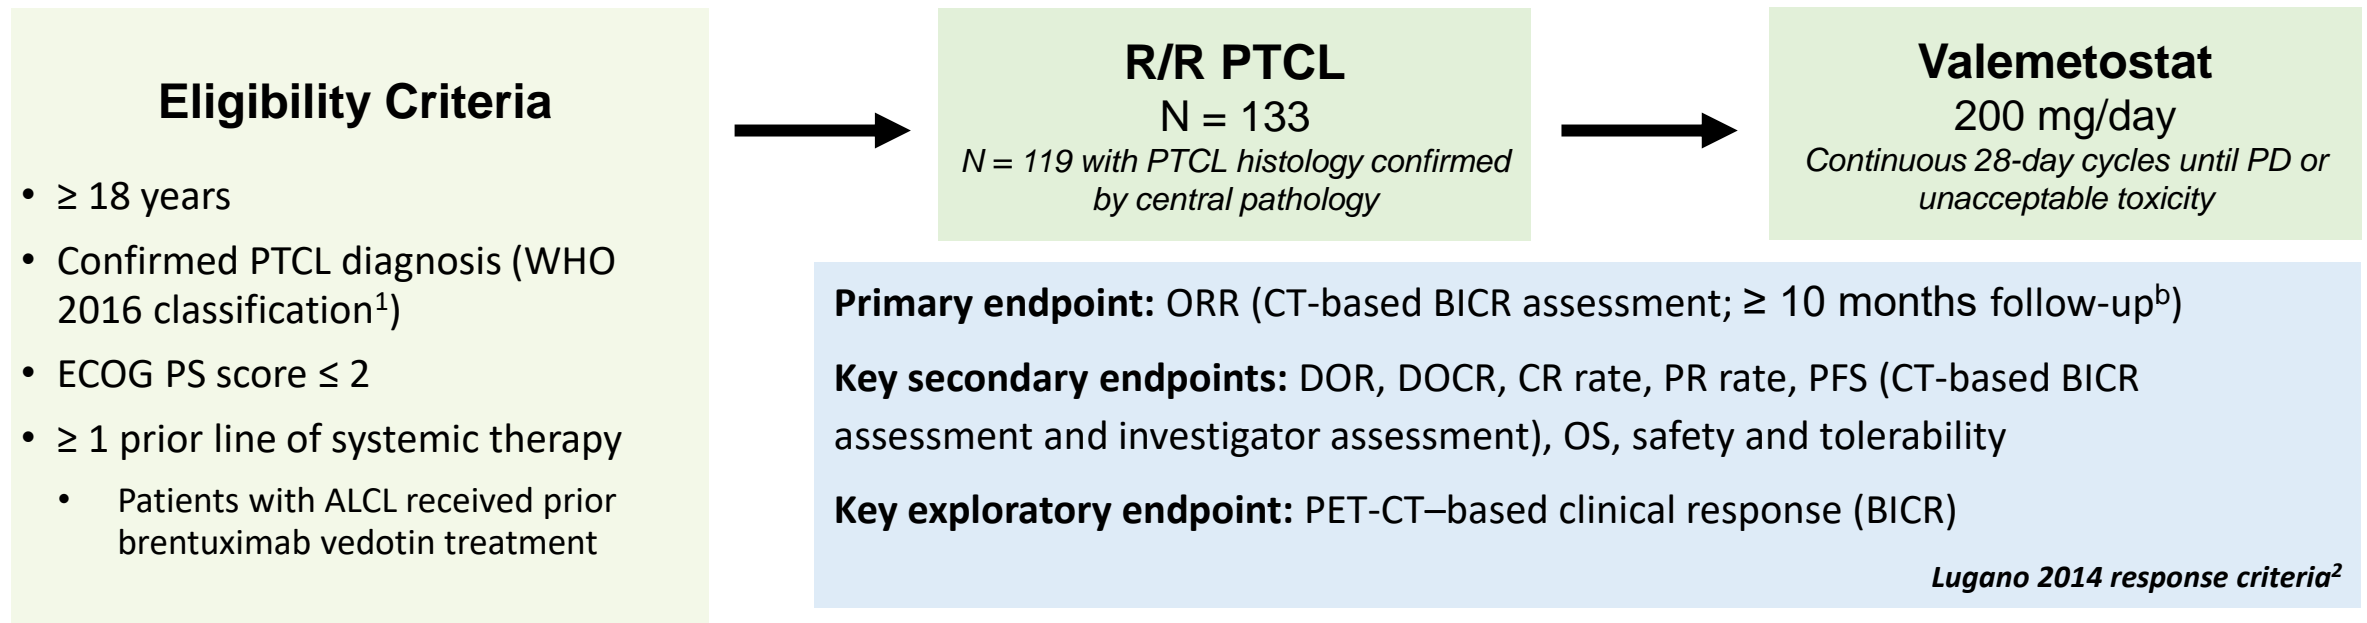 Eligibility Criteria
• ≥ 18 years
• Confirmed PTCL diagnosis (WHO
2016 classification¹)
• ECOG PS score ≤ 2
• ≥ 1 prior line of systemic therapy
• Patients with ALCL received prior
brentuximab vedotin treatment
R/R PTCL
N = 133
N = 119 with PTCL histology confirmed
by central pathology
Valemetostat
200 mg/day
Continuous 28-day cycles until PD or
unacceptable toxicity
Primary endpoint: ORR (CT-based BICR assessment; ≥ 10 months follow-upᵇ)
Key secondary endpoints: DOR, DOCR, CR rate, PR rate, PFS (CT-based BICR
assessment and investigator assessment), OS, safety and tolerability
Key exploratory endpoint: PET-CT–based clinical response (BICR)
Lugano 2014 response criteria²